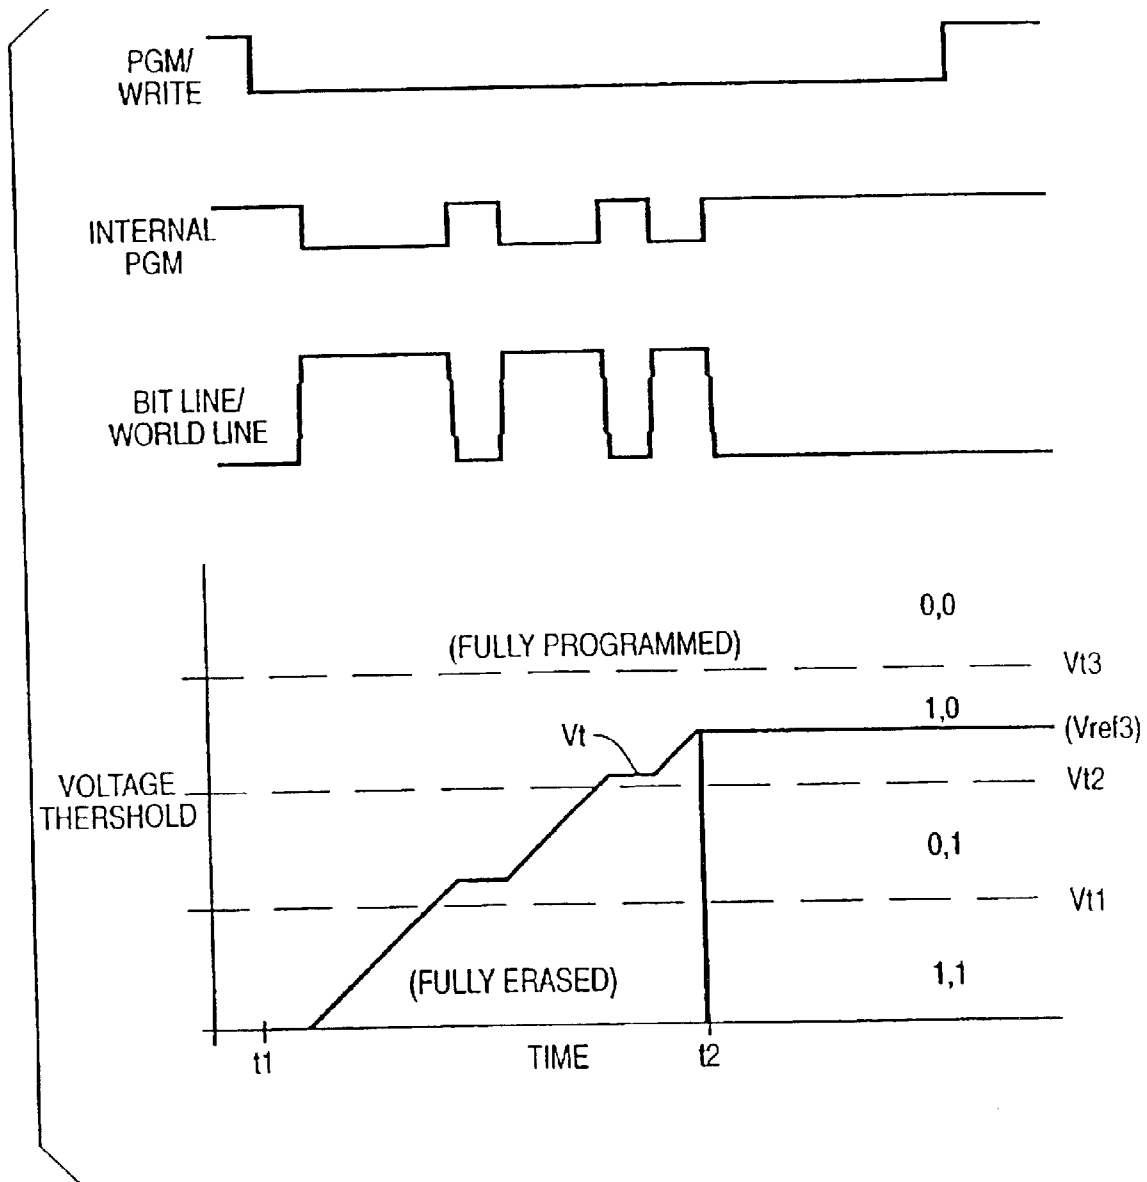 PGM/
WRITE
INTERNAL
PGM
BIT LINE/
WORLD LINE
0,0
(FULLY PROGRAMMED)
Vt3
1,0
(Vref3)
Vt
Vt2
VOLTAGE
THERSHOLD
0,1
Vt1
(FULLY ERASED)
1,1
t1
TIME
t2